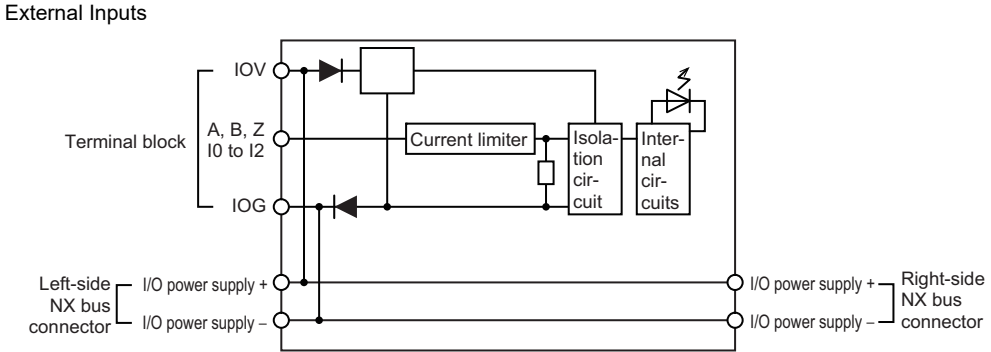 External Inputs
IOV
Terminal block
A, B, Z
I0 to I2
IOG
Current limiter
Isola-
tion
cir-
cuit
Inter-
nal
cir-
cuits
Left-side
NX bus
connector
I/O power supply +
I/O power supply –
I/O power supply +
I/O power supply –
Right-side
NX bus
connector